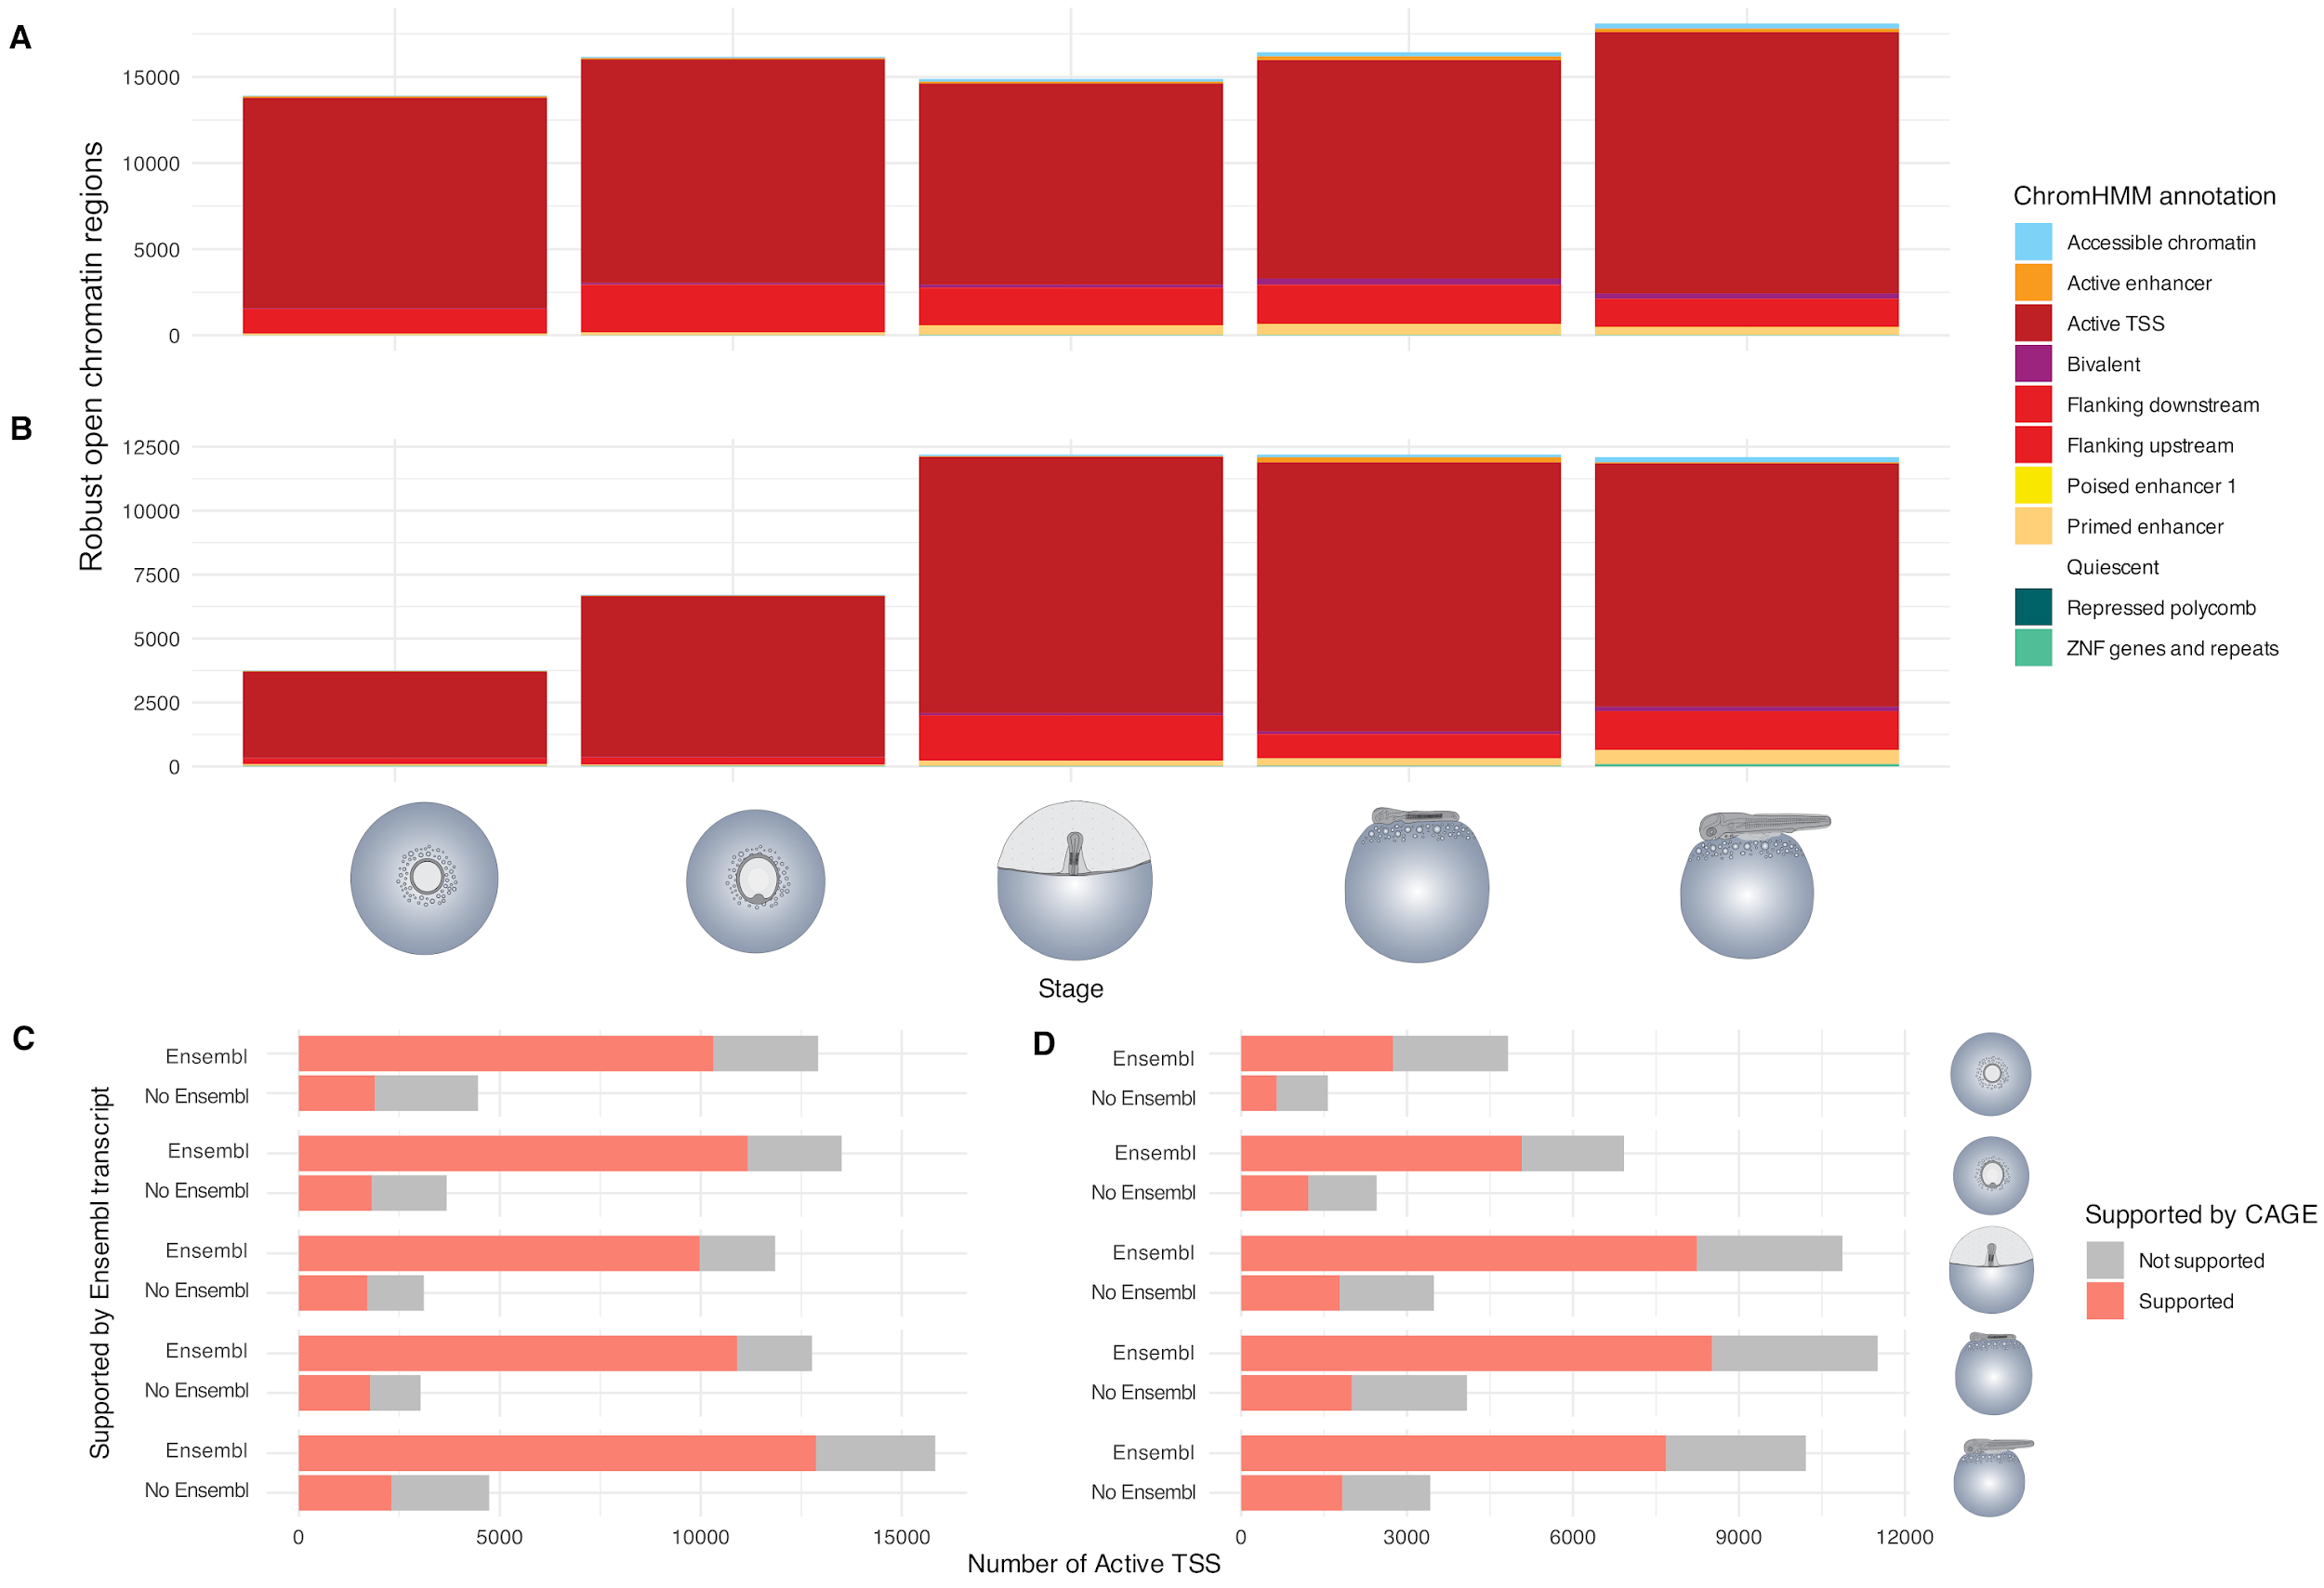 A
Robust open chromatin regions
15000
10000
5000
0
B
12500
10000
7500
5000
2500
0
Stage
ChromHMM annotation
Accessible chromatin
Active enhancer
Active TSS
Bivalent
Flanking downstream
Flanking upstream
Poised enhancer 1
Primed enhancer
Quiescent
Repressed polycomb
ZNF genes and repeats
C
Supported by Ensembl transcript
Ensembl
No Ensembl
Ensembl
No Ensembl
Ensembl
No Ensembl
Ensembl
No Ensembl
Ensembl
No Ensembl
0 5000 10000 15000
D
Ensembl
No Ensembl
Ensembl
No Ensembl
Ensembl
No Ensembl
Ensembl
No Ensembl
Ensembl
No Ensembl
0 3000 6000 9000 12000
Number of Active TSS
Supported by CAGE
Not supported
Supported